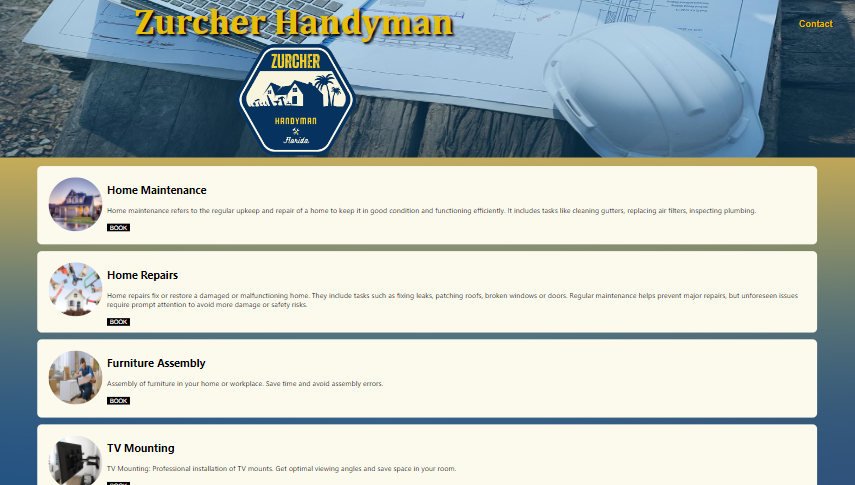 Zurcher Handyman
Contact
ZURCHER
HANDYMAN
Florida
Home Maintenance
Home maintenance refers to the regular upkeep and repair of a home to keep it in good condition and functioning efficiently. It includes tasks like cleaning gutters, replacing air filters, inspecting plumbing.
BOOK
Home Repairs
Home repairs fix or restore a damaged or malfunctioning home. They include tasks such as fixing leaks, patching roofs, broken windows or doors. Regular maintenance helps prevent major repairs, but unforeseen issues
require prompt attention to avoid more damage or safety risks.
BOOK
Furniture Assembly
Assembly of furniture in your home or workplace. Save time and avoid assembly errors.
BOOK
TV Mounting
TV Mounting: Professional installation of TV mounts. Get optimal viewing angles and save space in your room.